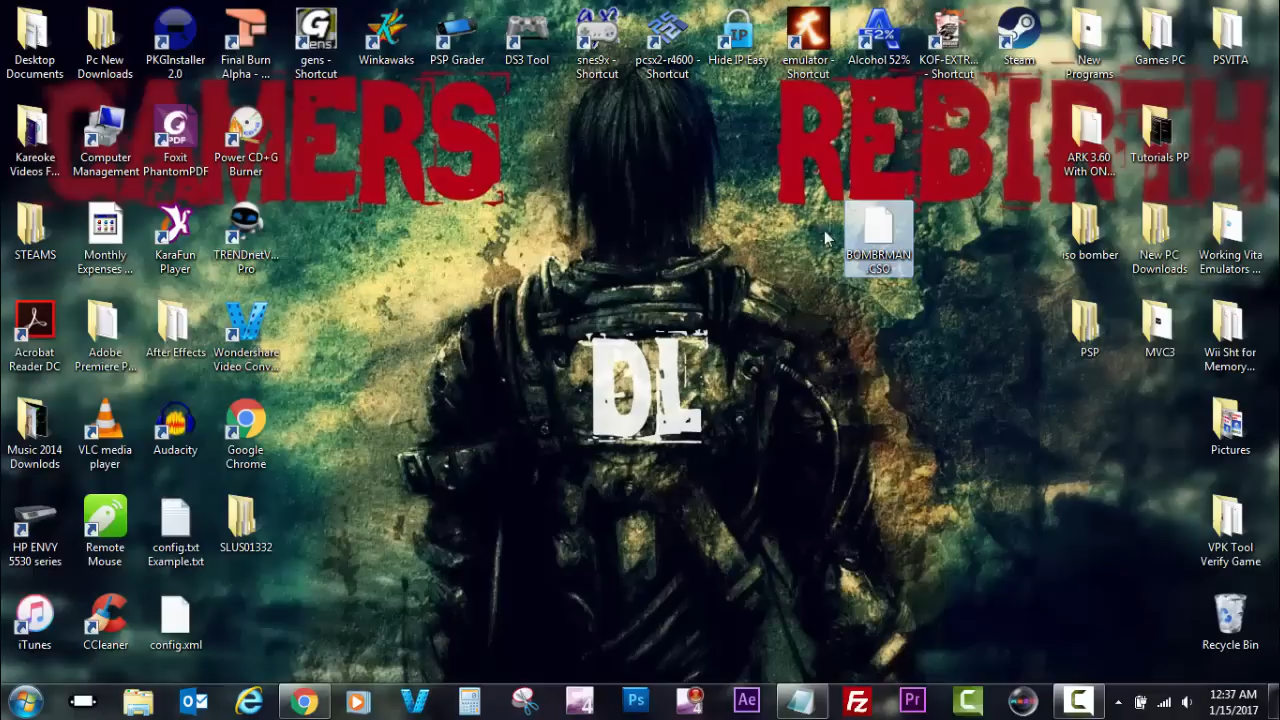 Desktop Documents
Pc New Downloads
PKGInstaller 2.0
Final Burn Alpha - ...
gens - Shortcut
Winkawaks
PSP Grader
DS3 Tool
snes9x - Shortcut
pcsx2-r4600 - Shortcut
Hide IP Easy
emulator - Shortcut
Alcohol 52%
KOF-EXTR... - Shortcut
Steam
New Programs
Games PC
PSVITA
GAMERS REBIRTH
Kareoke Videos F...
Computer Management
Foxit PhantomPDF
Power CD+G Burner
ARK 3.60 With ON...
Tutorials PP
STEAMS
Monthly Expenses ...
KaraFun Player
TRENDnetV... Pro
BOMBRMAN.CSO
iso bomber
New PC Downloads
Working Vita Emulators ...
Acrobat Reader DC
Adobe Premiere P...
After Effects
Wondershare Video Conv...
DL
PSP
MVC3
Wii Sht for Memory...
Music 2014 Downlods
VLC media player
Audacity
Google Chrome
Pictures
HP ENVY 5530 series
Remote Mouse
config.txt Example.txt
SLUS01332
VPK Tool Verify Game
iTunes
CCleaner
config.xml
Recycle Bin
12:37 AM
1/15/2017